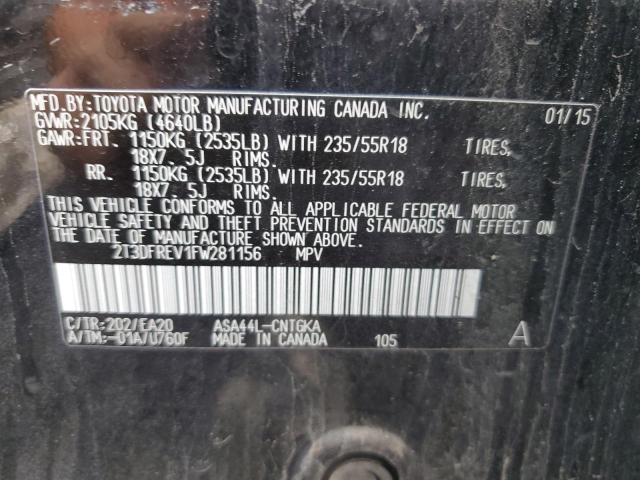 MFD.BY:TOYOTA MOTOR MANUFACTURING CANADA INC. 01/15
GVWR:2105KG (4640LB)
GAWR:FRT. 1150KG (2535LB) WITH 235/55R18 TIRES,
18X7.5J RIMS.
RR. 1150KG (2535LB) WITH 235/55R18 TIRES,
18X7.5J RIMS.
THIS VEHICLE CONFORMS TO ALL APPLICABLE FEDERAL MOTOR
VEHICLE SAFETY AND THEFT PREVENTION STANDARDS IN EFFECT ON
THE DATE OF MANUFACTURE SHOWN ABOVE.
2T3DFREV1FW281156 MPV
C/TR:202/EA20 ASA44L-CNTGKA
A/TM:-01A/U760F MADE IN CANADA 105 A